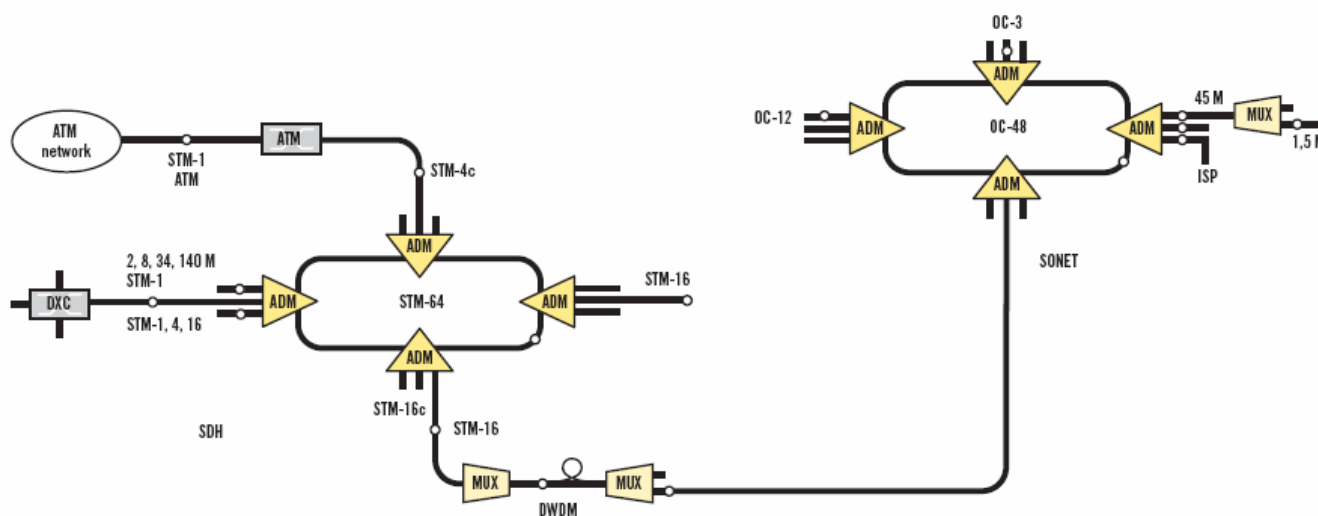 OC-3
ADM
OC-12
ADM
OC-48
ADM
45 M
MUX
1,5 M
ISP
ADM
SONET
ATM
network
STM-1
ATM
ATM
STM-4c
ADM
2, 8, 34, 140 M
STM-1
DXC
STM-1, 4, 16
ADM
STM-64
ADM
STM-16
ADM
STM-16c
STM-16
SDH
MUX
DWDM
MUX